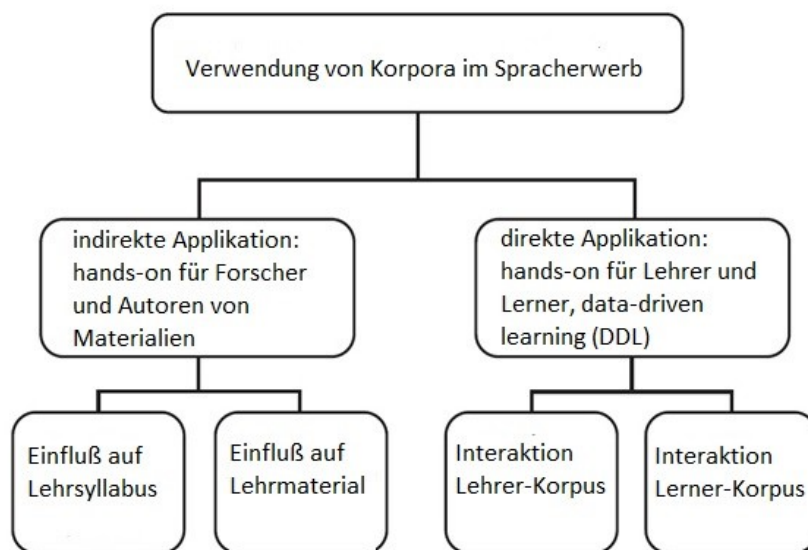 Verwendung von Korpora im Spracherwerb
indirekte Applikation:
hands-on für Forscher
und Autoren von
Materialien
direkte Applikation:
hands-on für Lehrer und
Lerner, data-driven
learning (DDL)
Einfluß auf
Lehrsyllabus
Einfluß auf
Lehrmaterial
Interaktion
Lehrer-Korpus
Interaktion
Lerner-Korpus